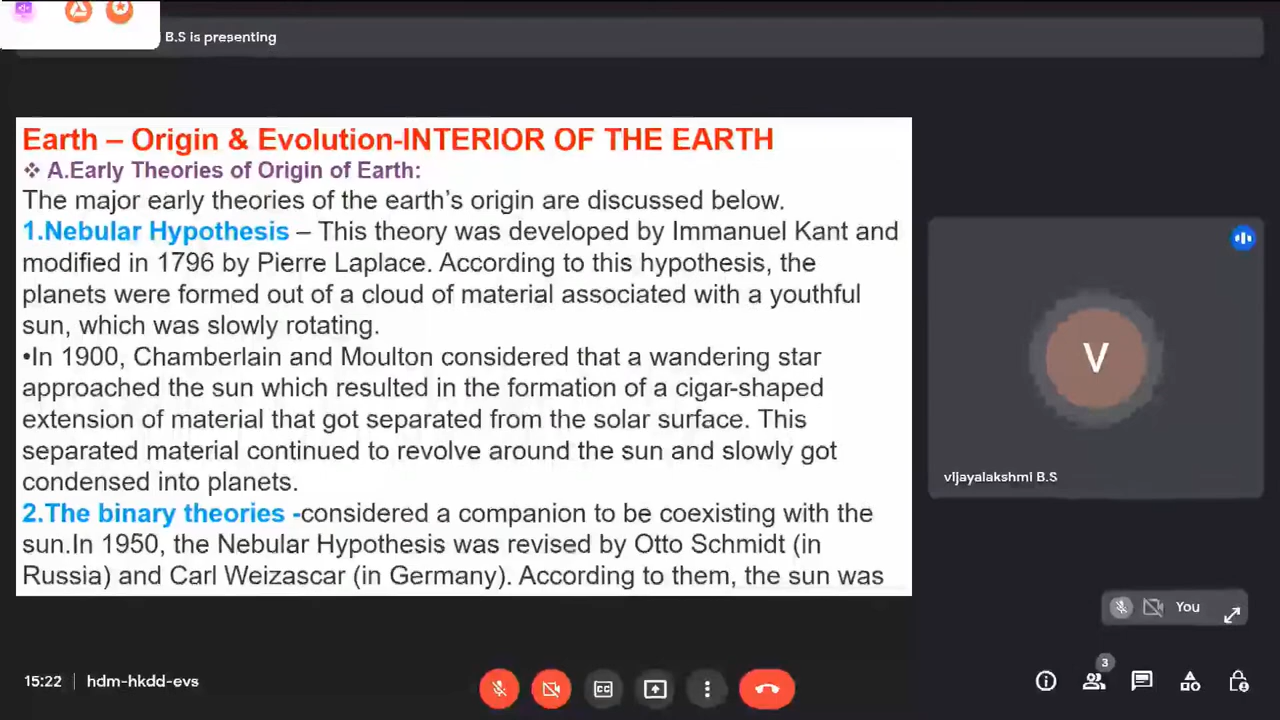 B.S is presenting
Earth – Origin & Evolution-INTERIOR OF THE EARTH
❖ A.Early Theories of Origin of Earth:
The major early theories of the earth’s origin are discussed below.
1.Nebular Hypothesis – This theory was developed by Immanuel Kant and
modified in 1796 by Pierre Laplace. According to this hypothesis, the
planets were formed out of a cloud of material associated with a youthful
sun, which was slowly rotating.
•In 1900, Chamberlain and Moulton considered that a wandering star
approached the sun which resulted in the formation of a cigar-shaped
extension of material that got separated from the solar surface. This
separated material continued to revolve around the sun and slowly got
condensed into planets.
2.The binary theories -considered a companion to be coexisting with the
sun.In 1950, the Nebular Hypothesis was revised by Otto Schmidt (in
Russia) and Carl Weizascar (in Germany). According to them, the sun was
V
vijayalakshmi B.S
You
15:22 | hdm-hkdd-evs
3